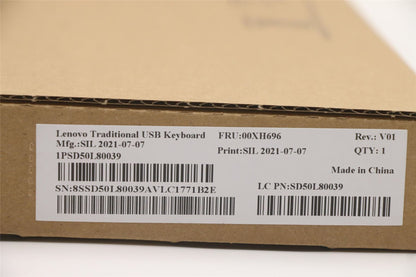 Lenovo Traditional USB Keyboard FRU:00XH696 Rev.: V01
Mfg.:SIL 2021-07-07 Print:SIL 2021-07-07 QTY: 1
1PSD50L80039
Made in China
SN:8SSD50L80039AVLC1771B2E LC PN:SD50L80039